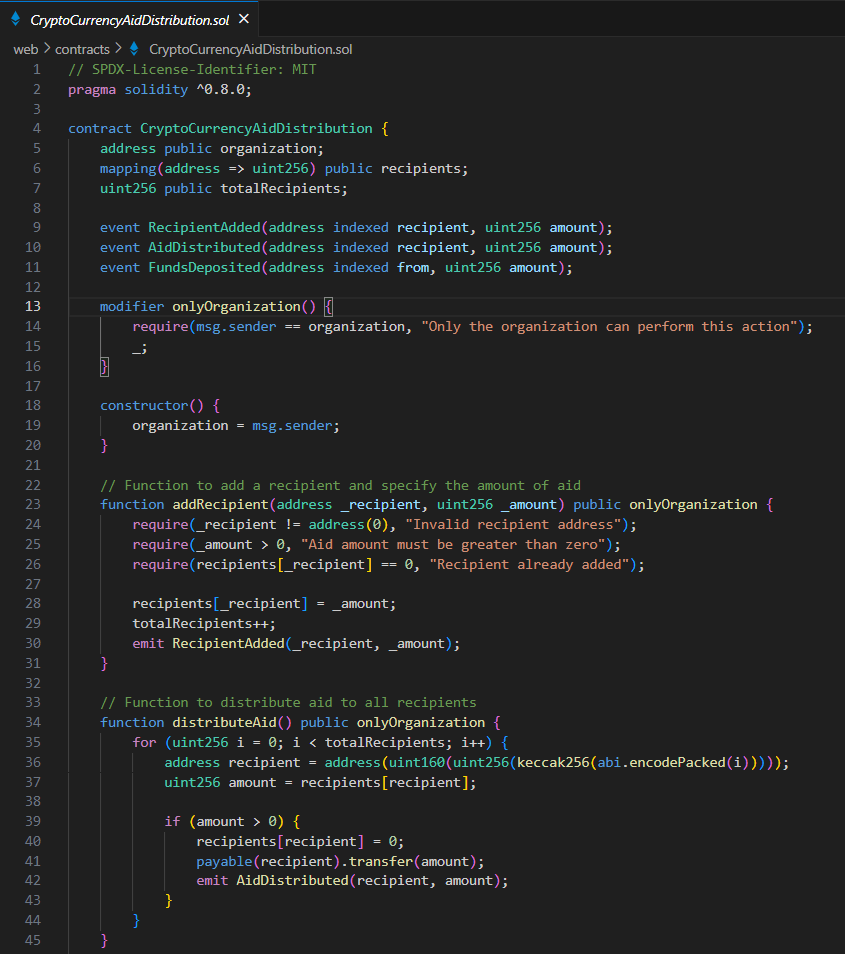 CryptoCurrencyAidDistribution.sol
web > contracts > CryptoCurrencyAidDistribution.sol
1 // SPDX-License-Identifier: MIT
2 pragma solidity ^0.8.0;
3
4 contract CryptoCurrencyAidDistribution {
5 address public organization;
6 mapping(address => uint256) public recipients;
7 uint256 public totalRecipients;
8
9 event RecipientAdded(address indexed recipient, uint256 amount);
10 event AidDistributed(address indexed recipient, uint256 amount);
11 event FundsDeposited(address indexed from, uint256 amount);
12
13 modifier onlyOrganization() {
14 require(msg.sender == organization, "Only the organization can perform this action");
15 _;
16 }
17
18 constructor() {
19 organization = msg.sender;
20 }
21
22 // Function to add a recipient and specify the amount of aid
23 function addRecipient(address _recipient, uint256 _amount) public onlyOrganization {
24 require(_recipient != address(0), "Invalid recipient address");
25 require(_amount > 0, "Aid amount must be greater than zero");
26 require(recipients[_recipient] == 0, "Recipient already added");
27
28 recipients[_recipient] = _amount;
29 totalRecipients++;
30 emit RecipientAdded(_recipient, _amount);
31 }
32
33 // Function to distribute aid to all recipients
34 function distributeAid() public onlyOrganization {
35 for (uint256 i = 0; i < totalRecipients; i++) {
36 address recipient = address(uint160(uint256(keccak256(abi.encodePacked(i)))));
37 uint256 amount = recipients[recipient];
38
39 if (amount > 0) {
40 recipients[recipient] = 0;
41 payable(recipient).transfer(amount);
42 emit AidDistributed(recipient, amount);
43 }
44 }
45 }